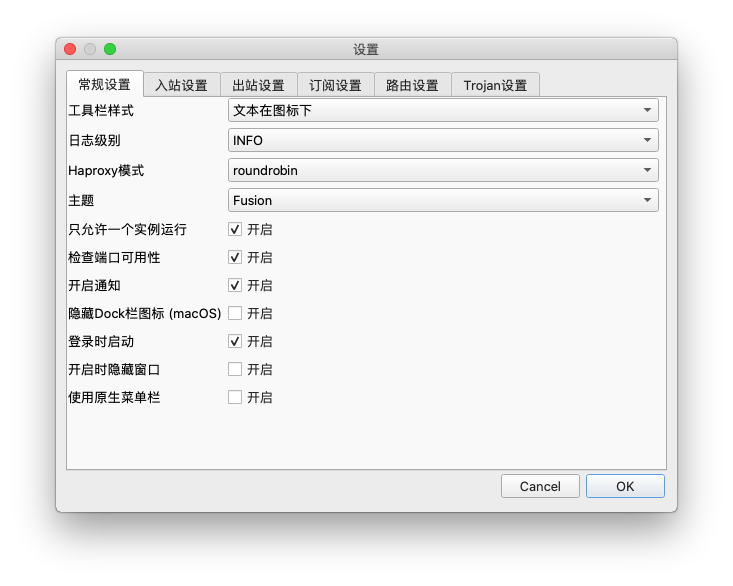 设置
常规设置 入站设置 出站设置 订阅设置 路由设置 Trojan设置
工具栏样式 文本在图标下
日志级别 INFO
Haproxy模式 roundrobin
主题 Fusion
只允许一个实例运行 开启
检查端口可用性 开启
开启通知 开启
隐藏Dock栏图标 (macOS) 开启
登录时启动 开启
开启时隐藏窗口 开启
使用原生菜单栏 开启
Cancel OK